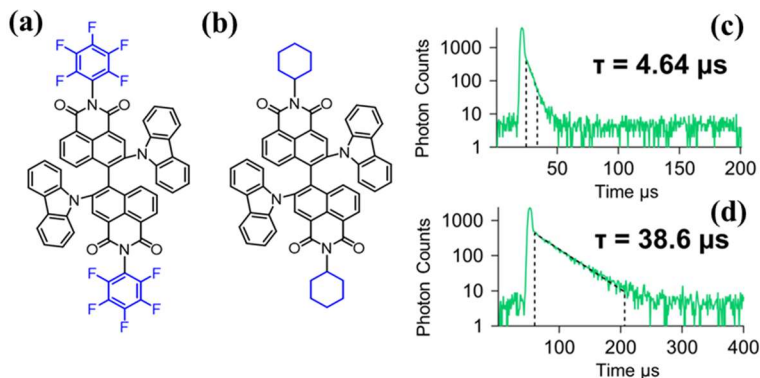 (a)
F
F F
F F
O N O
N
N
O N O
F F
F F
F
(b)
O N O
N
N
O N O
(c)
τ = 4.64 µs
Photon Counts
1000
100
10
1
50 100 150 200
Time µs
(d)
τ = 38.6 µs
Photon Counts
1000
100
10
1
100 200 300 400
Time µs